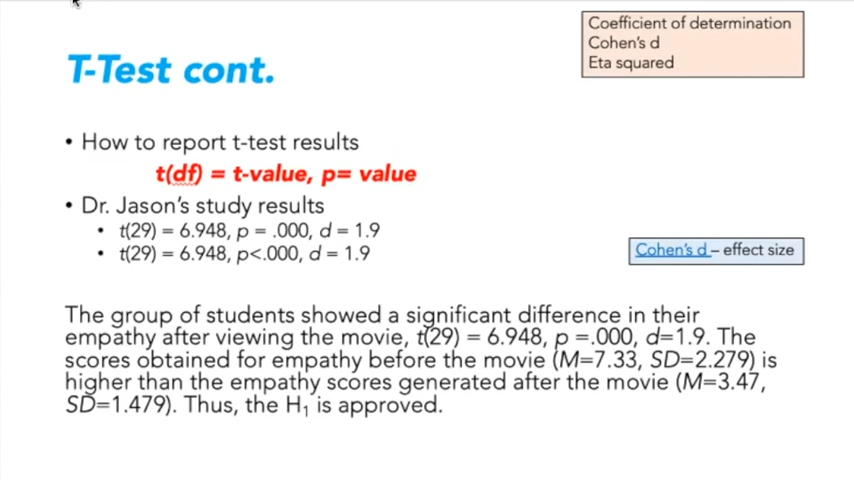 Coefficient of determination
Cohen's d
Eta squared
T-Test cont.
• How to report t-test results
t(df) = t-value, p= value
• Dr. Jason's study results
• t(29) = 6.948, p = .000, d = 1.9
• t(29) = 6.948, p<.000, d = 1.9
Cohen's d – effect size
The group of students showed a significant difference in their
empathy after viewing the movie, t(29) = 6.948, p =.000, d=1.9. The
scores obtained for empathy before the movie (M=7.33, SD=2.279) is
higher than the empathy scores generated after the movie (M=3.47,
SD=1.479). Thus, the H₁ is approved.